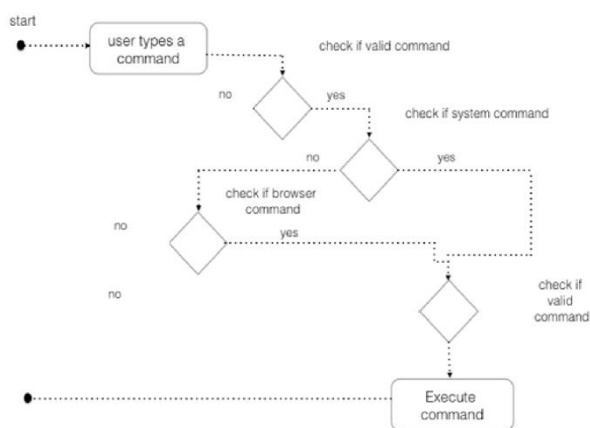 start
user types a
command
check if valid command
no
yes
check if system command
no
yes
check if browser
command
no
yes
no
check if
valid
command
Execute
command